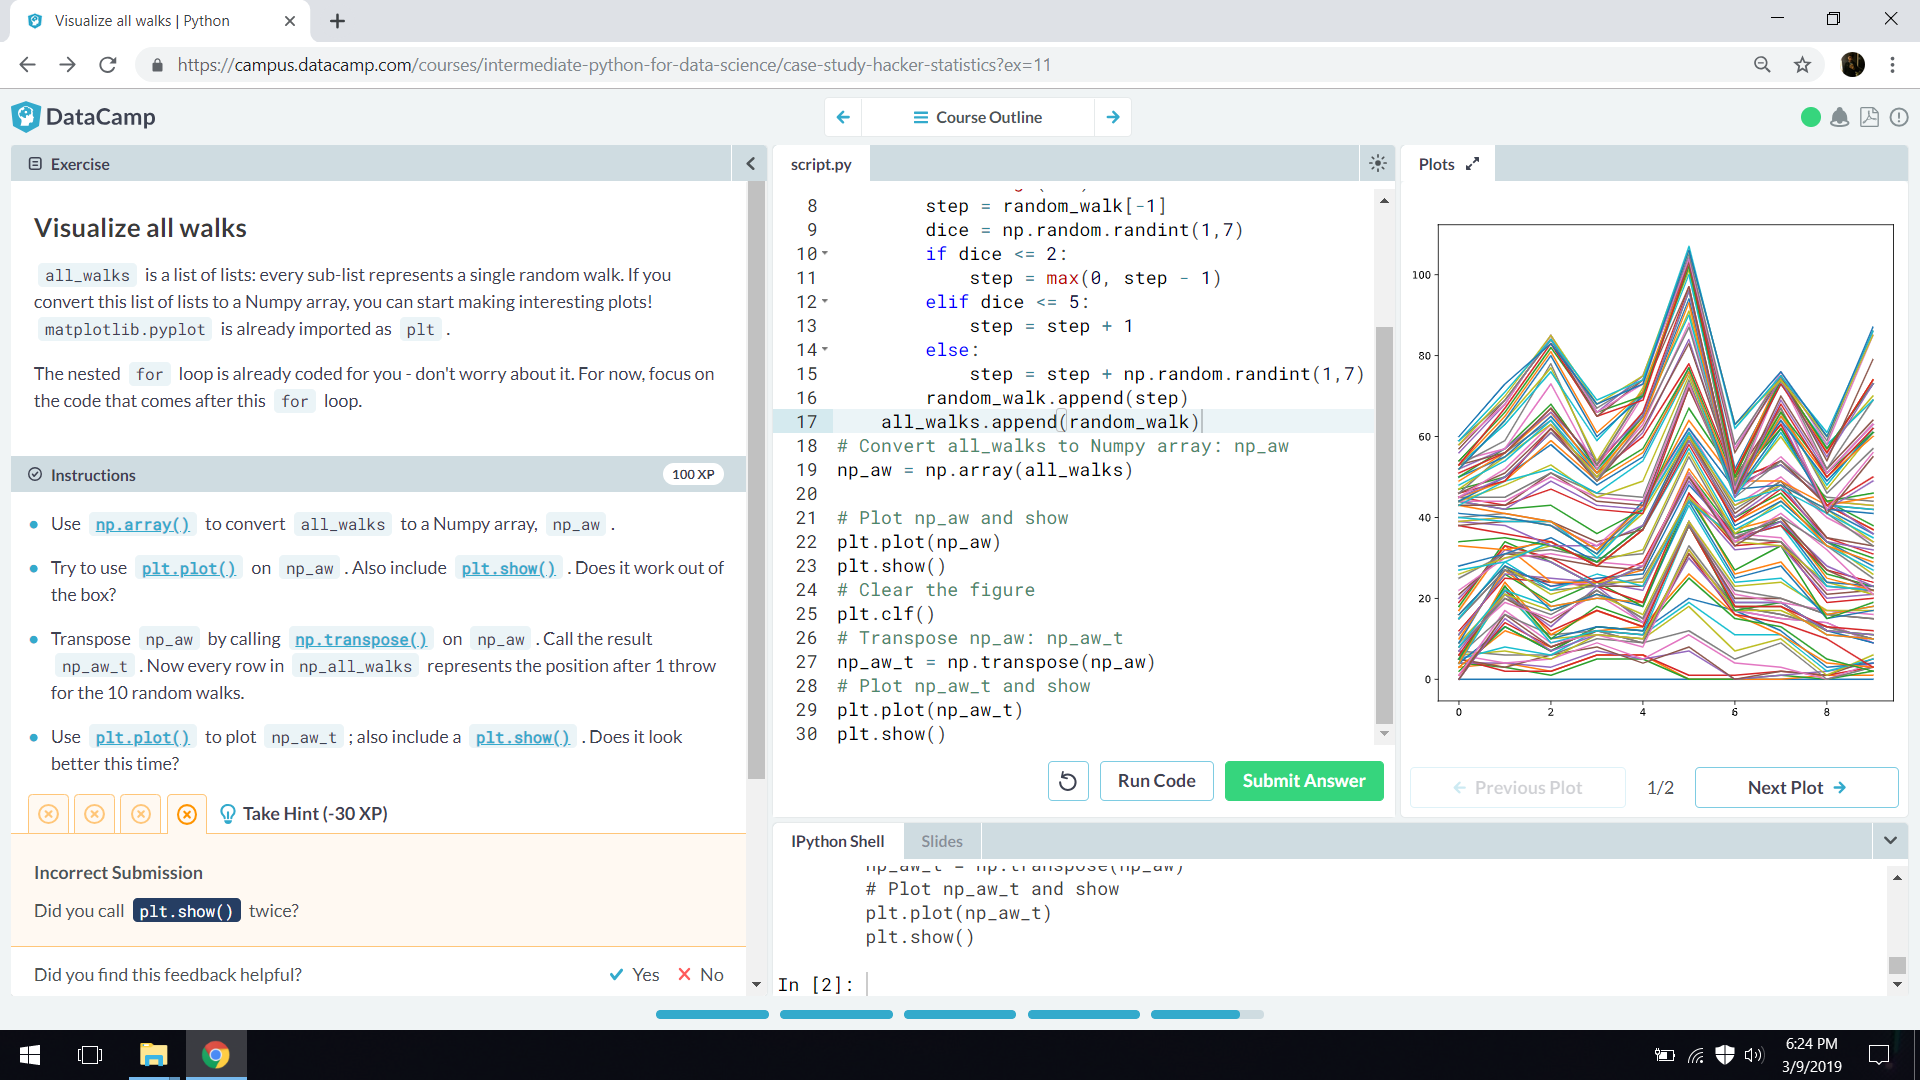 Visualize all walks | Python
https://campus.datacamp.com/courses/intermediate-python-for-data-science/case-study-hacker-statistics?ex=11
DataCamp
Course Outline
Exercise
Visualize all walks
all_walks is a list of lists: every sub-list represents a single random walk. If you
convert this list of lists to a Numpy array, you can start making interesting plots!
matplotlib.pyplot is already imported as plt .
The nested for loop is already coded for you - don't worry about it. For now, focus on
the code that comes after this for loop.
Instructions
100 XP
Use np.array() to convert all_walks to a Numpy array, np_aw .
Try to use plt.plot() on np_aw . Also include plt.show() . Does it work out of
the box?
Transpose np_aw by calling np.transpose() on np_aw . Call the result
np_aw_t . Now every row in np_all_walks represents the position after 1 throw
for the 10 random walks.
Use plt.plot() to plot np_aw_t ; also include a plt.show() . Does it look
better this time?
Take Hint (-30 XP)
Incorrect Submission
Did you call plt.show() twice?
Did you find this feedback helpful?
Yes
No
script.py
8 step = random_walk[-1]
9 dice = np.random.randint(1,7)
10 if dice <= 2:
11 step = max(0, step - 1)
12 elif dice <= 5:
13 step = step + 1
14 else:
15 step = step + np.random.randint(1,7)
16 random_walk.append(step)
17 all_walks.append(random_walk)
18 # Convert all_walks to Numpy array: np_aw
19 np_aw = np.array(all_walks)
20
21 # Plot np_aw and show
22 plt.plot(np_aw)
23 plt.show()
24 # Clear the figure
25 plt.clf()
26 # Transpose np_aw: np_aw_t
27 np_aw_t = np.transpose(np_aw)
28 # Plot np_aw_t and show
29 plt.plot(np_aw_t)
30 plt.show()
Run Code
Submit Answer
IPython Shell
Slides
np_aw_t = np.transpose(np_aw)
# Plot np_aw_t and show
plt.plot(np_aw_t)
plt.show()
In [2]:
Plots
100
80
60
40
20
0
0 2 4 6 8
Previous Plot
1/2
Next Plot
6:24 PM
3/9/2019